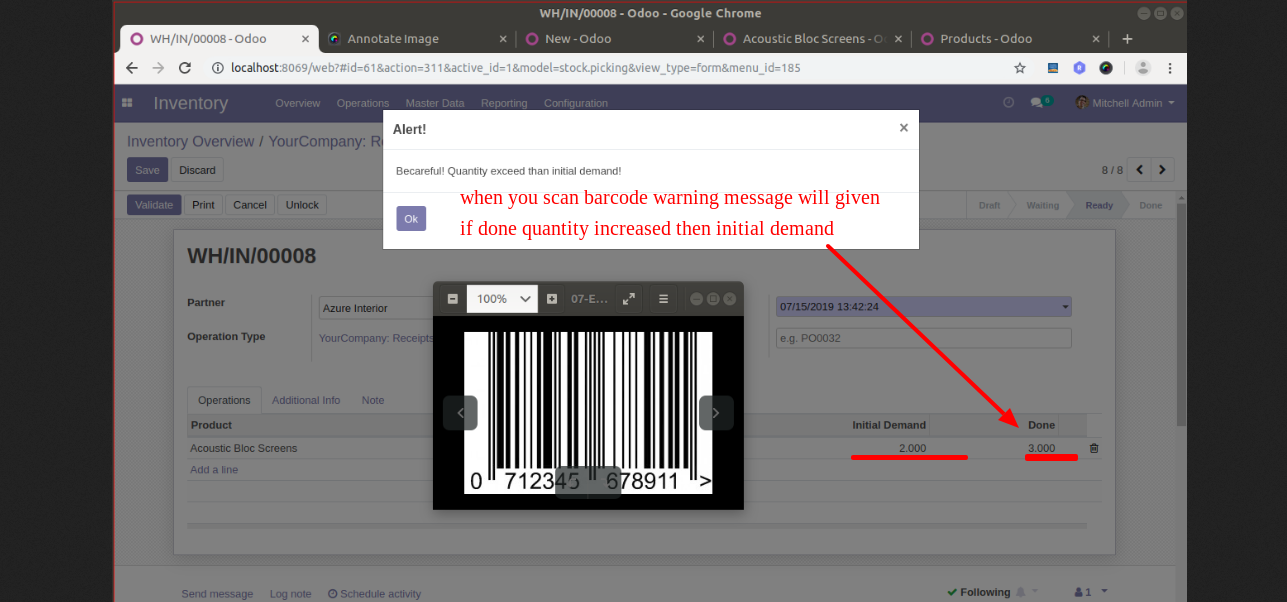 WH/IN/00008 - Odoo - Google Chrome
WH/IN/00008 - Odoo
Annotate Image
New - Odoo
Acoustic Bloc Screens - O
Products - Odoo
localhost:8069/web?#id=61&action=311&active_id=1&model=stock.picking&view_type=form&menu_id=185
Inventory Overview Operations Master Data Reporting Configuration 6 Mitchell Admin
Alert!
Inventory Overview / YourCompany: Re
Save Discard
8 / 8
Becareful! Quantity exceed than initial demand!
when you scan barcode warning message will given
Validate Print Cancel Unlock
Draft Waiting Ready Done
Ok
if done quantity increased then initial demand
WH/IN/00008
100% 07-E...
Partner Azure Interior
07/15/2019 13:42:24
Operation Type YourCompany: Receipts
e.g. PO0032
Operations Additional Info Note
Product Initial Demand Done
Acoustic Bloc Screens 2.000 3.000
Add a line
0 712345 678911 >
Send message Log note Schedule activity
Following 1